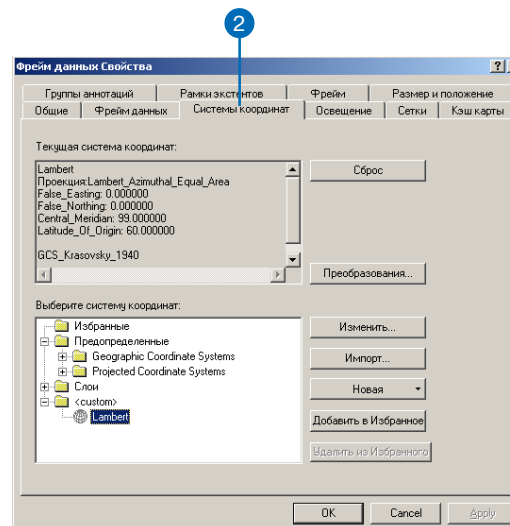 2
Фрейм данных Свойства
?
Группы аннотаций Рамки экстентов Фрейм Размер и положение
Общие Фрейм данных Системы координат Освещение Сетки Кэш карты
Текущая система координат:
Lambert
Проекция:Lambert_Azimuthal_Equal_Area
False_Easting: 0.000000
False_Northing: 0.000000
Central_Meridian: 99.000000
Latitude_Of_Origin: 60.000000
GCS_Krasovsky_1940
Сброс
Преобразования...
Выберите систему координат:
Избранные
Предопределенные
Geographic Coordinate Systems
Projected Coordinate Systems
Слои
<custom>
Lambert
Изменить...
Импорт...
Новая
Добавить в Избранное
Удалить из Избранного
OK Cancel Apply